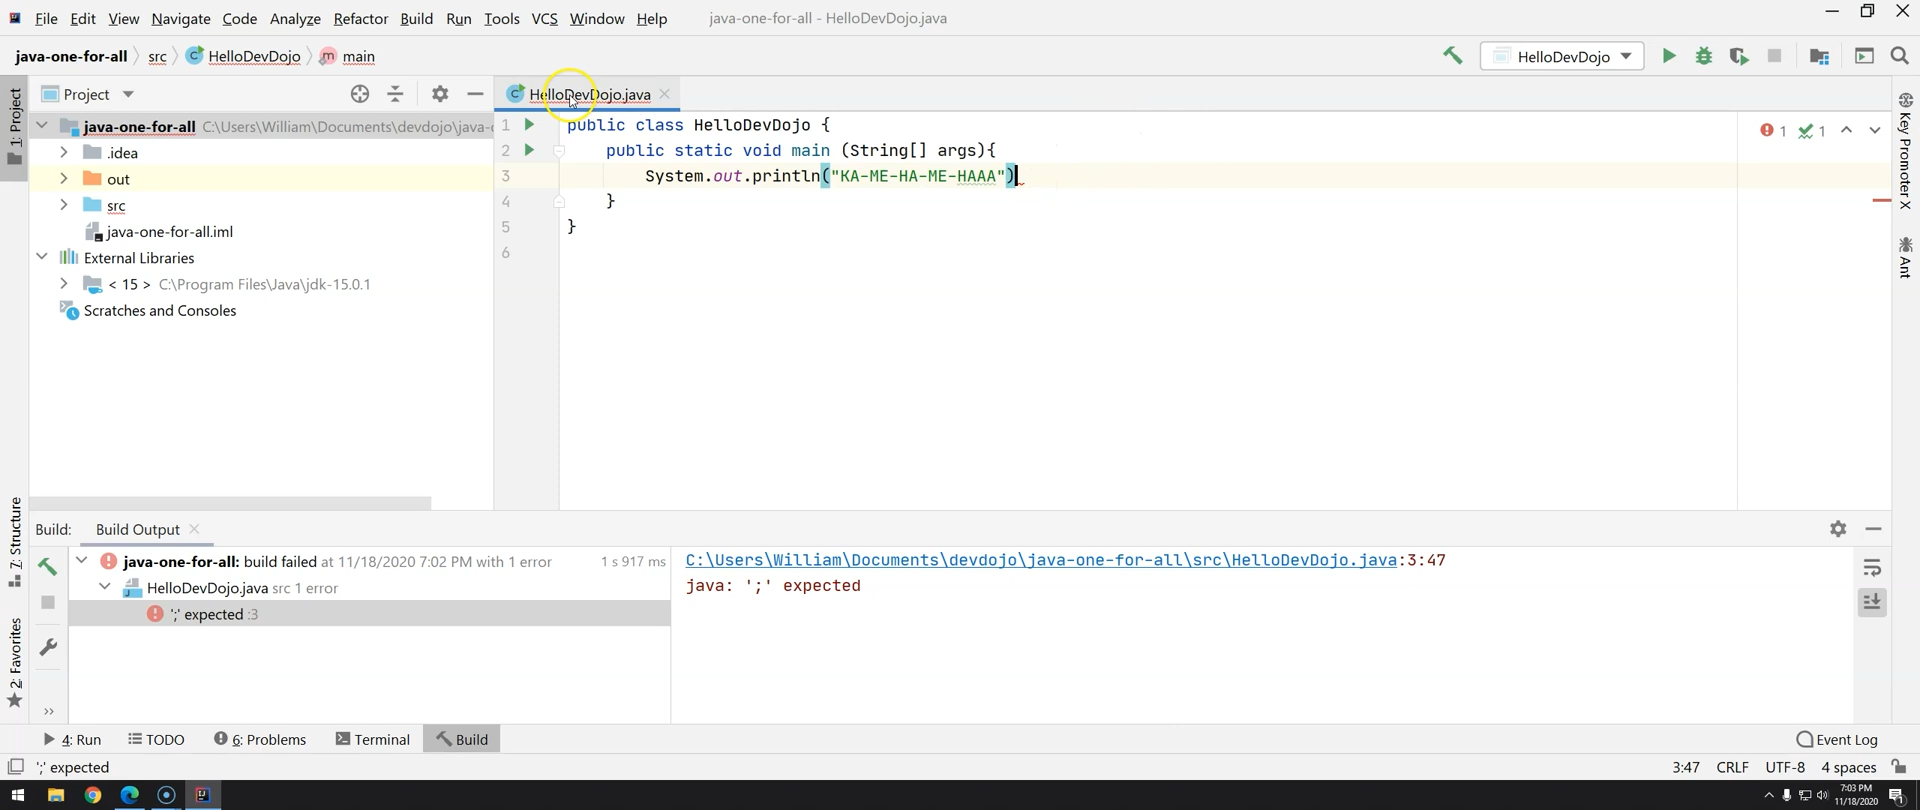 File Edit View Navigate Code Analyze Refactor Build Run Tools VCS Window Help java-one-for-all - HelloDevDojo.java
java-one-for-all src HelloDevDojo main HelloDevDojo
1: Project
Project
HelloDevDojo.java
java-one-for-all C:\Users\William\Documents\devdojo\java-
.idea
out
src
java-one-for-all.iml
External Libraries
< 15 > C:\Program Files\Java\jdk-15.0.1
Scratches and Consoles
1 public class HelloDevDojo {
2 public static void main (String[] args){
3 System.out.println("KA-ME-HA-ME-HAAA")
4 }
5 }
6
1 1
Key Promoter X
Ant
7: Structure
2: Favorites
Build: Build Output
java-one-for-all: build failed at 11/18/2020 7:02 PM with 1 error 1 s 917 ms
HelloDevDojo.java src 1 error
';' expected :3
C:\Users\William\Documents\devdojo\java-one-for-all\src\HelloDevDojo.java:3:47
java: ';' expected
4: Run TODO 6: Problems Terminal Build Event Log
';' expected 3:47 CRLF UTF-8 4 spaces
7:03 PM
11/18/2020
1